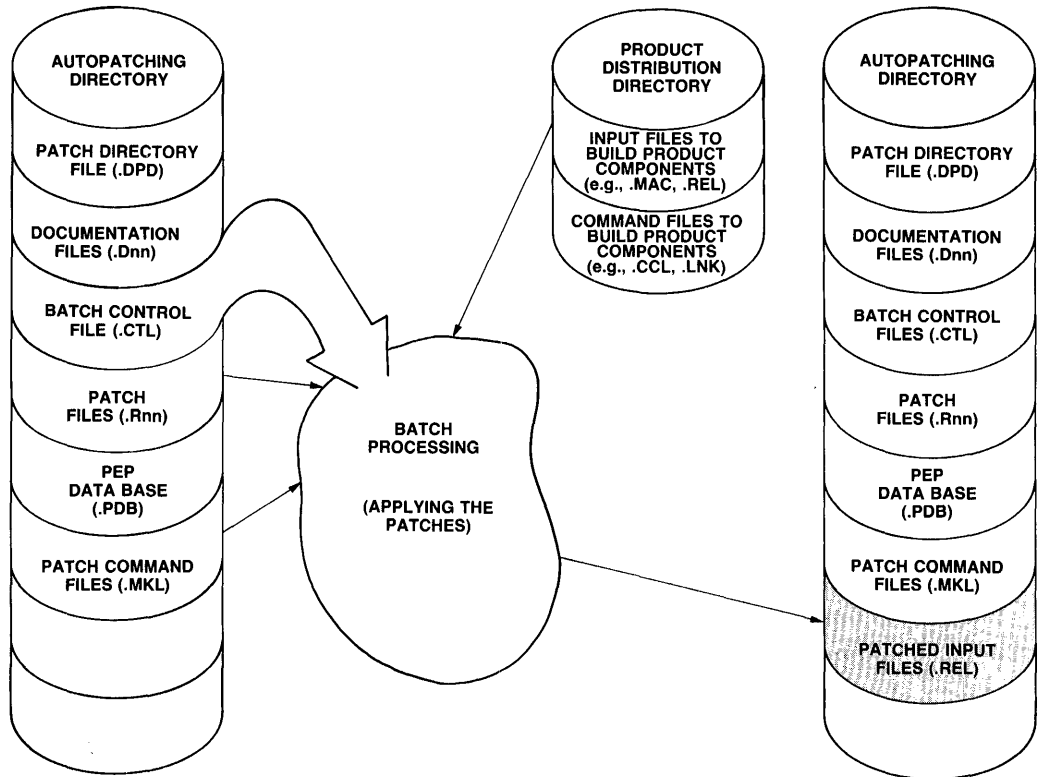 AUTOPATCHING
DIRECTORY
PATCH DIRECTORY
FILE (.DPD)
DOCUMENTATION
FILES (.Dnn)
BATCH CONTROL
FILE (.CTL)
PATCH
FILES (.Rnn)
PEP
DATA BASE
(.PDB)
PATCH COMMAND
FILES (.MKL)
PRODUCT
DISTRIBUTION
DIRECTORY
INPUT FILES TO
BUILD PRODUCT
COMPONENTS
(e.g., .MAC, .REL)
COMMAND FILES TO
BUILD PRODUCT
COMPONENTS
(e.g., .CCL, .LNK)
BATCH
PROCESSING
(APPLYING THE
PATCHES)
AUTOPATCHING
DIRECTORY
PATCH DIRECTORY
FILE (.DPD)
DOCUMENTATION
FILES (.Dnn)
BATCH CONTROL
FILES (.CTL)
PATCH
FILES (.Rnn)
PEP
DATA BASE
(.PDB)
PATCH COMMAND
FILES (.MKL)
PATCHED INPUT
FILES (.REL)